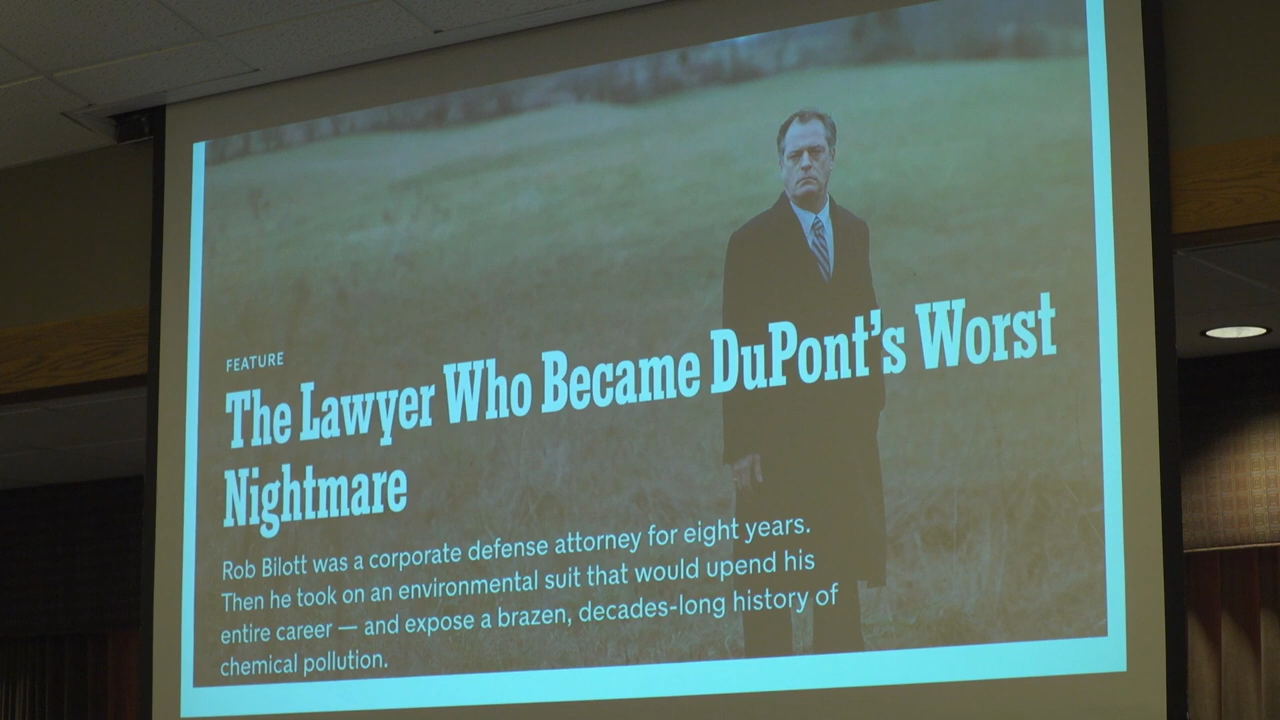 FEATURE
The Lawyer Who Became DuPont's Worst
Nightmare
Rob Bilott was a corporate defense attorney for eight years.
Then he took on an environmental suit that would upend his
entire career — and expose a brazen, decades-long history of
chemical pollution.